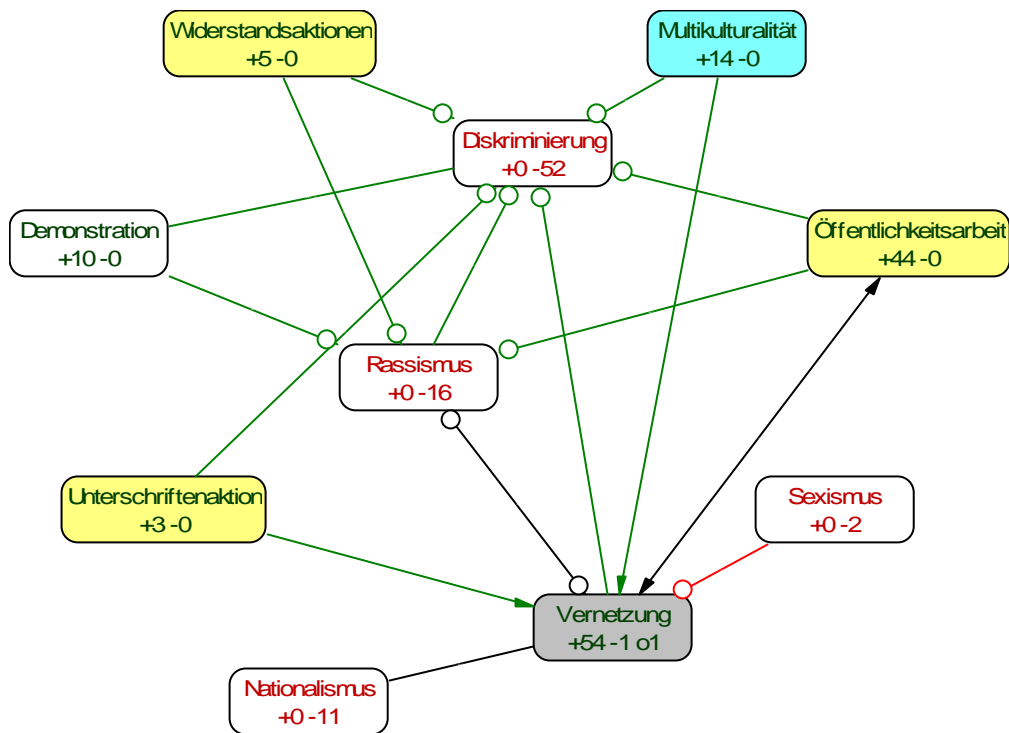 Widerstandsaktionen
+5 -0
Multikulturalität
+14 -0
Diskriminierung
+0 -52
Demonstration
+10 -0
Öffentlichkeitsarbeit
+44 -0
Rassismus
+0 -16
Unterschriftenaktion
+3 -0
Sexismus
+0 -2
Vernetzung
+54 -1 o1
Nationalismus
+0 -11